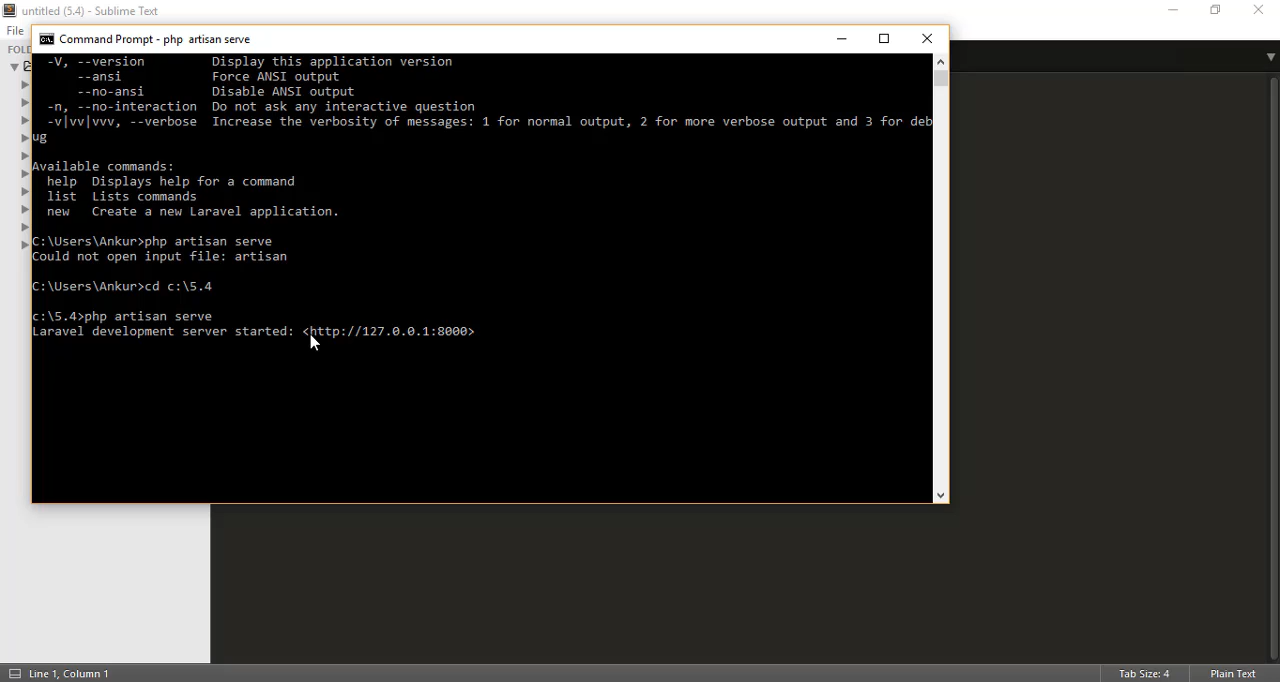 untitled (5.4) - Sublime Text
File
Command Prompt - php  artisan serve
FOL
-V, --version         Display this application version
--ansi            Force ANSI output
--no-ansi         Disable ANSI output
-n, --no-interaction  Do not ask any interactive question
-v|vv|vvv, --verbose  Increase the verbosity of messages: 1 for normal output, 2 for more verbose output and 3 for deb
ug
Available commands:
help  Displays help for a command
list  Lists commands
new   Create a new Laravel application.
C:\Users\Ankur>php artisan serve
Could not open input file: artisan
C:\Users\Ankur>cd c:\5.4
c:\5.4>php artisan serve
Laravel development server started: <http://127.0.0.1:8000>
Line 1, Column 1
Tab Size: 4
Plain Text